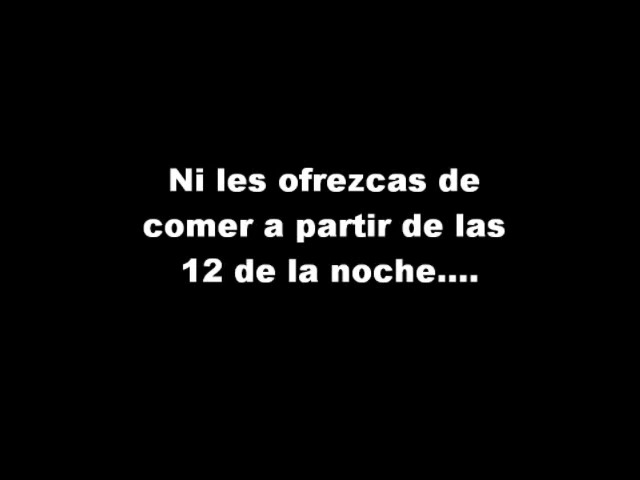 Ni les ofrezcas de
comer a partir de las
12 de la noche....